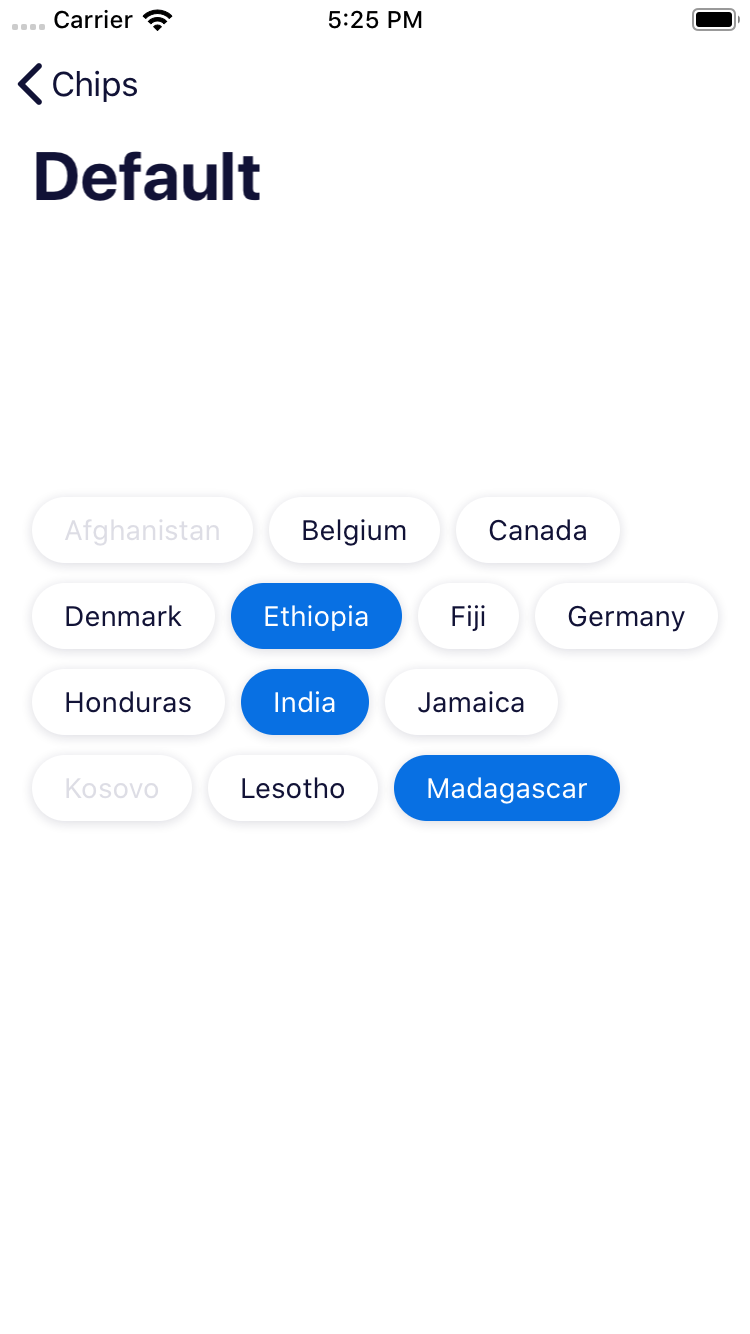 Carrier 5:25 PM
Chips
Default
Afghanistan Belgium Canada
Denmark Ethiopia Fiji Germany
Honduras India Jamaica
Kosovo Lesotho Madagascar